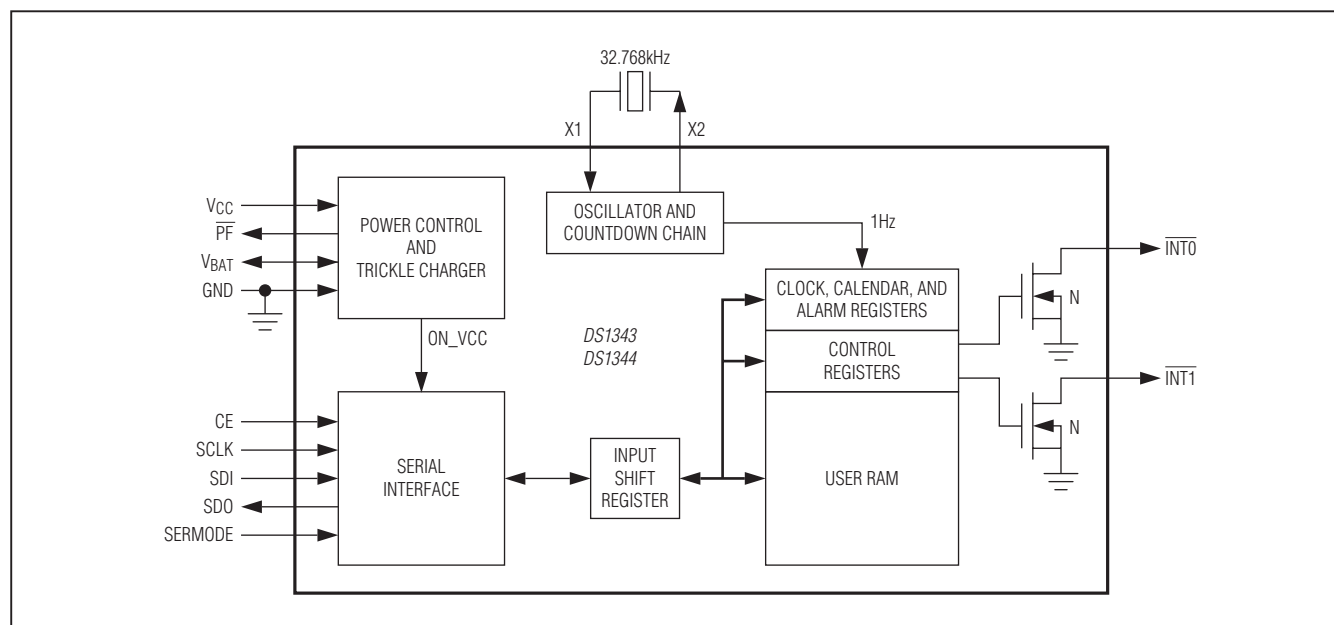 32.768kHz
X1
X2
VCC
PF
VBAT
GND
POWER CONTROL
AND
TRICKLE CHARGER
OSCILLATOR AND
COUNTDOWN CHAIN
1Hz
INT0
N
CLOCK, CALENDAR, AND
ALARM REGISTERS
ON_VCC
DS1343
DS1344
CONTROL
REGISTERS
INT1
N
CE
SCLK
SDI
SDO
SERMODE
SERIAL
INTERFACE
INPUT
SHIFT
REGISTER
USER RAM